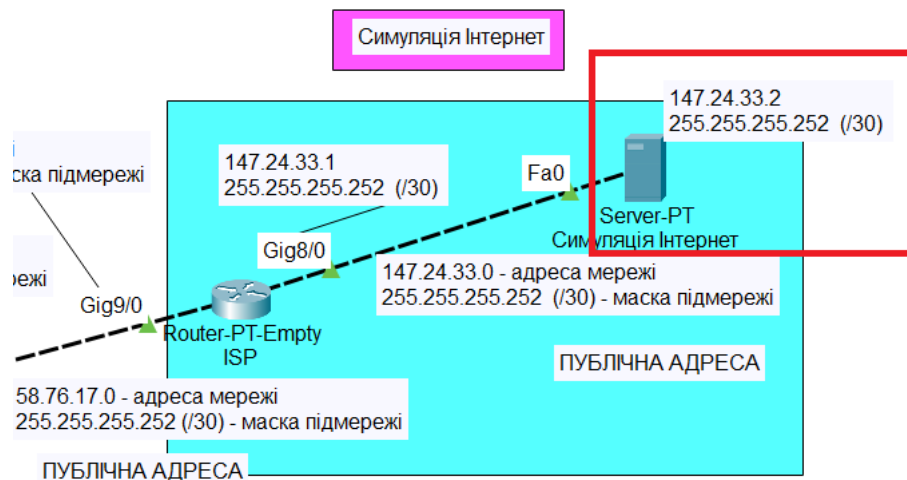 Симуляція Інтернет
147.24.33.2
255.255.255.252 (/30)
147.24.33.1
255.255.255.252 (/30)
маска підмережі
Fa0
Server-PT
Симуляція Інтернет
Gig8/0
147.24.33.0 - адреса мережі
255.255.255.252 (/30) - маска підмережі
Gig9/0
Router-PT-Empty
ISP
ПУБЛІЧНА АДРЕСА
58.76.17.0 - адреса мережі
255.255.255.252 (/30) - маска підмережі
ПУБЛІЧНА АДРЕСА